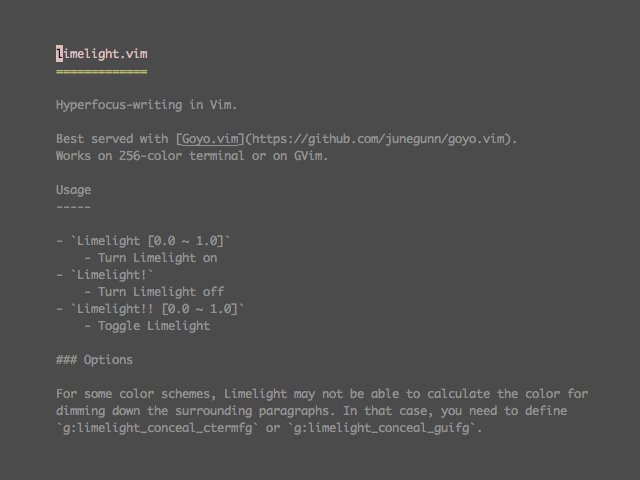 limelight.vim
=============
Hyperfocus-writing in Vim.
Best served with [Goyo.vim](https://github.com/junegunn/goyo.vim).
Works on 256-color terminal or on GVim.
Usage
-----
- `Limelight [0.0 ~ 1.0]`
    - Turn Limelight on
- `Limelight!`
    - Turn Limelight off
- `Limelight!! [0.0 ~ 1.0]`
    - Toggle Limelight
### Options
For some color schemes, Limelight may not be able to calculate the color for
dimming down the surrounding paragraphs. In that case, you need to define
`g:limelight_conceal_ctermfg` or `g:limelight_conceal_guifg`.